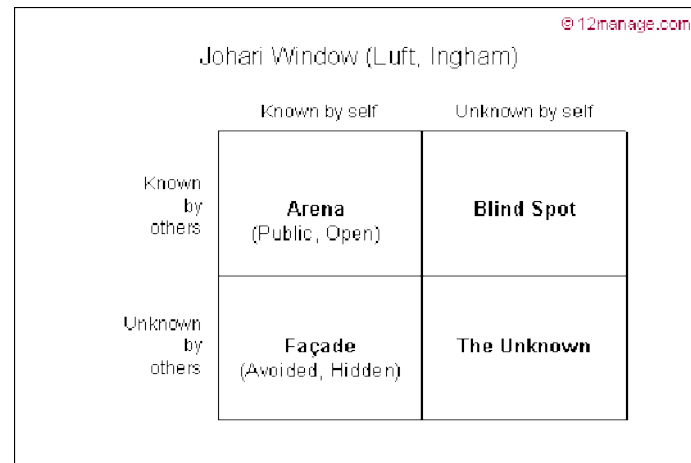 ©12manage.com
Johari Window (Luft, Ingham)
Known by self Unknown by self
Known
by
others
Arena
(Public, Open)
Blind Spot
Unknown
by
others
Façade
(Avoided, Hidden)
The Unknown